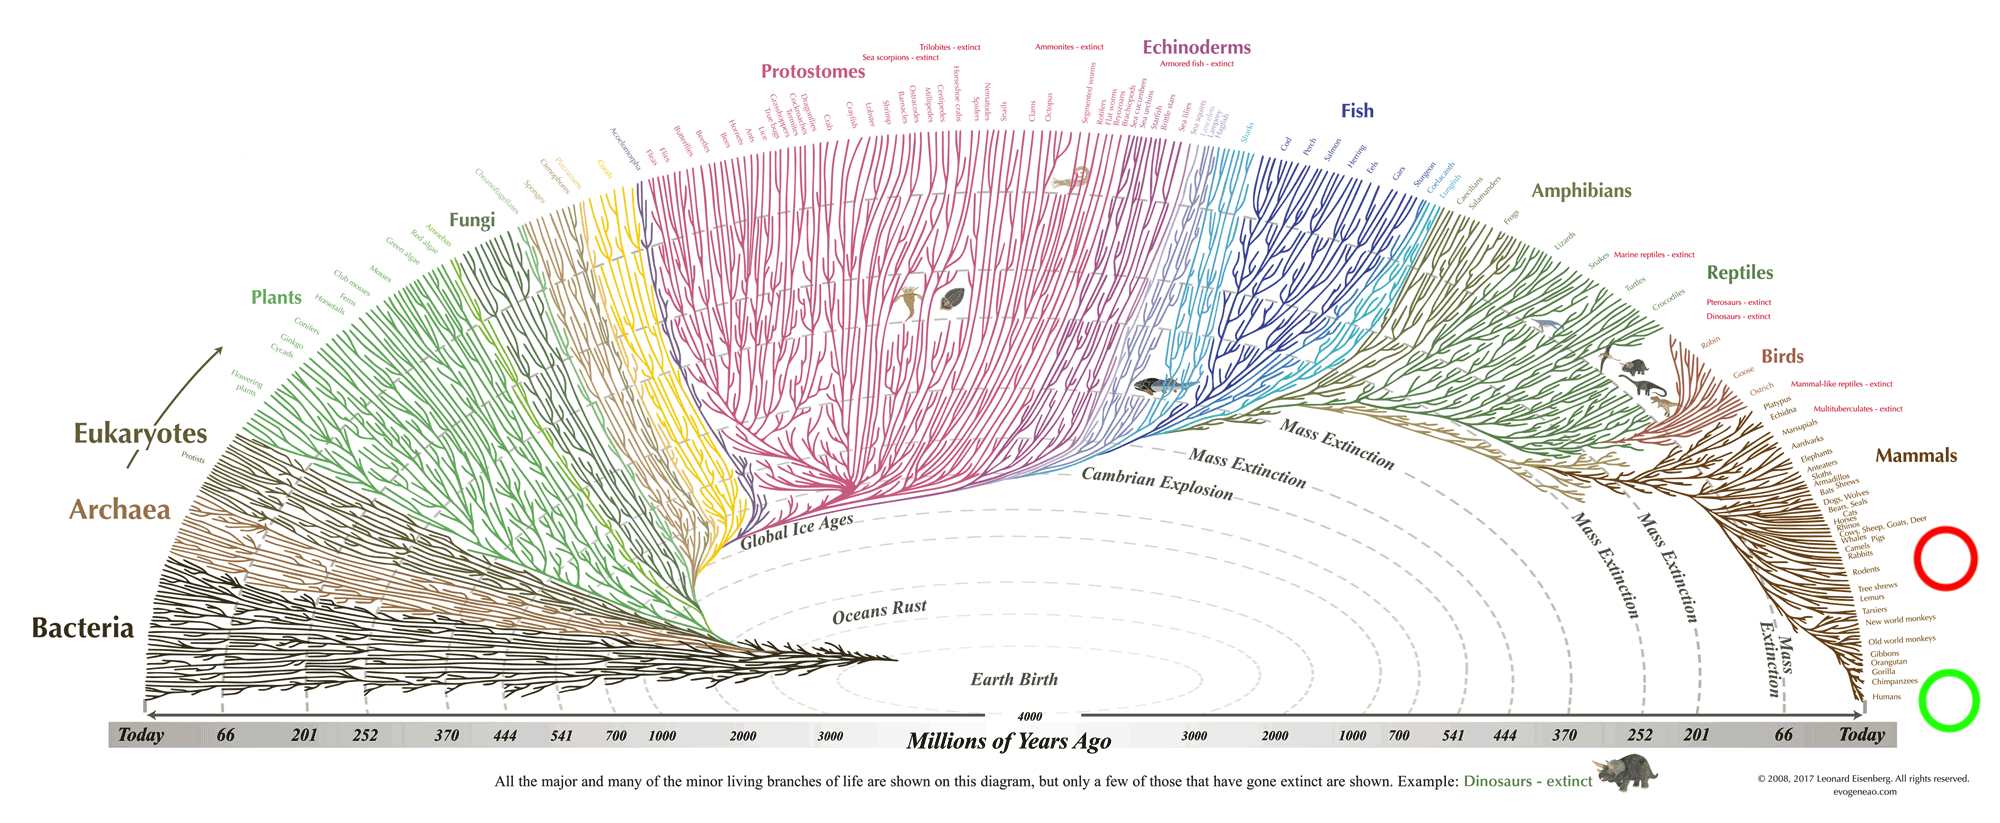 Trilobites - extinct
Sea scorpions - extinct
Ammonites - extinct
Echinoderms
Armored fish - extinct
Protostomes
Fish
Amphibians
Fungi
Plants
Eukaryotes
Archaea
Bacteria
Reptiles
Birds
Mammals
Protists
Flowering
plants
Cycads
Ginkgo
Conifers
Horsetails
Ferns
Club mosses
Mosses
Green algae
Red algae
Amoebas
Choanoflagellates
Sponges
Ctenophores
Placozoans
Corals
Acoelomorpha
Fleas
Flies
Butterflies
Beetles
Bees
Hornets
Ants
Lice
True bugs
Grasshoppers
Termites
Cockroaches
Dragonflies
Crab
Crayfish
Lobster
Shrimp
Barnacles
Ostracodes
Millipedes
Centipedes
Horseshoe crabs
Spiders
Nematodes
Snails
Clams
Octopus
Segmented worms
Rotifers
Flat worms
Bryozoans
Brachiopods
Sea cucumbers
Sea urchins
Starfish
Brittle stars
Sea lilies
Sea squirts
Lancelets
Lamprey
Hagfish
Sharks
Cod
Perch
Salmon
Herring
Eels
Gars
Sturgeon
Coelacanth
Lungfish
Caecilians
Salamanders
Frogs
Lizards
Snakes
Marine reptiles - extinct
Turtles
Crocodiles
Pterosaurs - extinct
Dinosaurs - extinct
Robin
Goose
Ostrich
Mammal-like reptiles - extinct
Platypus
Echidna
Multituberculates - extinct
Marsupials
Aardvarks
Elephants
Anteaters
Sloths
Armadillos
Bats Shrews
Dogs, Wolves
Bears, Seals
Cats
Horses
Rhinos
Cows, Sheep, Goats, Deer
Whales Pigs
Camels
Rabbits
Rodents
Tree shrews
Lemurs
Tarsiers
New world monkeys
Old world monkeys
Gibbons
Orangutan
Gorilla
Chimpanzees
Humans
Mass Extinction
Mass Extinction
Cambrian Explosion
Global Ice Ages
Mass Extinction
Mass Extinction
Mass
Extinction
Oceans Rust
Earth Birth
4000
Today 66 201 252 370 444 541 700 1000 2000 3000 Millions of Years Ago 3000 2000 1000 700 541 444 370 252 201 66 Today
All the major and many of the minor living branches of life are shown on this diagram, but only a few of those that have gone extinct are shown. Example: Dinosaurs - extinct
© 2008, 2017 Leonard Eisenberg. All rights reserved.
evogeneao.com